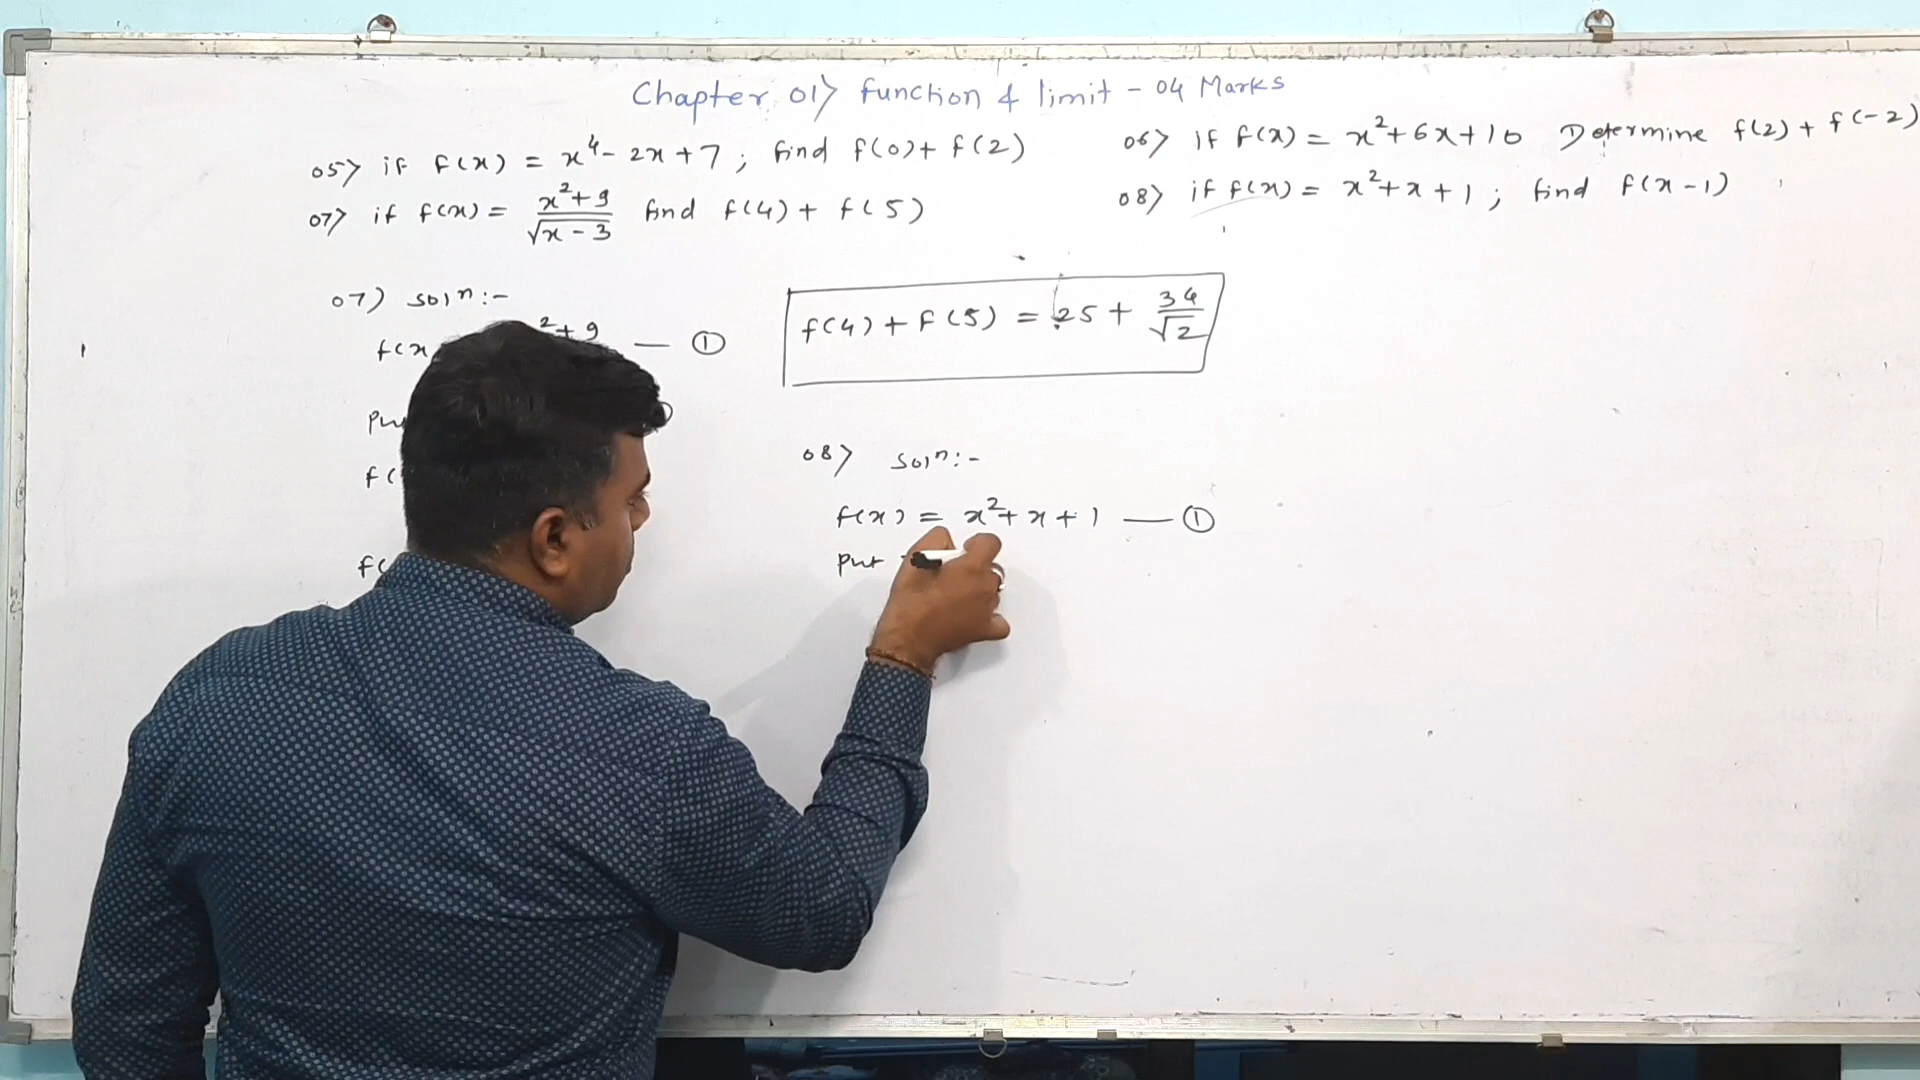 Chapter 01> function & limit - 04 Marks
05> if f(x) = x⁴ - 2x + 7 ; find f(0) + f(2)
06> if f(x) = x² + 6x + 10 Determine f(2) + f(-2)
07> if f(x) = x² + 9 / √x - 3 find f(4) + f(5)
08> if f(x) = x² + x + 1 ; find f(x - 1)
07) solⁿ:-
f(x ² + 9 — ①
f(
f(
f(4) + f(5) = 25 + 34/√2
08> solⁿ:-
f(x) = x² + x + 1 — ①
put